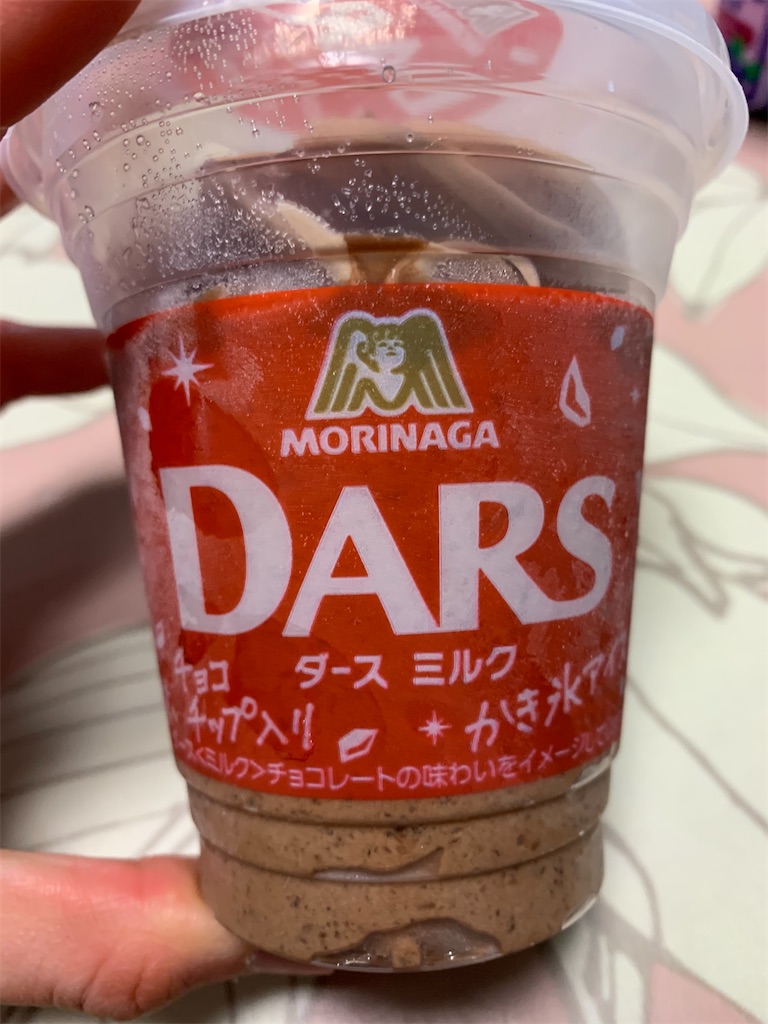 MORINAGA
DARS
ダース ミルク
チョコ
チップ入り
かき氷アイ
<ミルク>チョコレートの味わいをイメージして